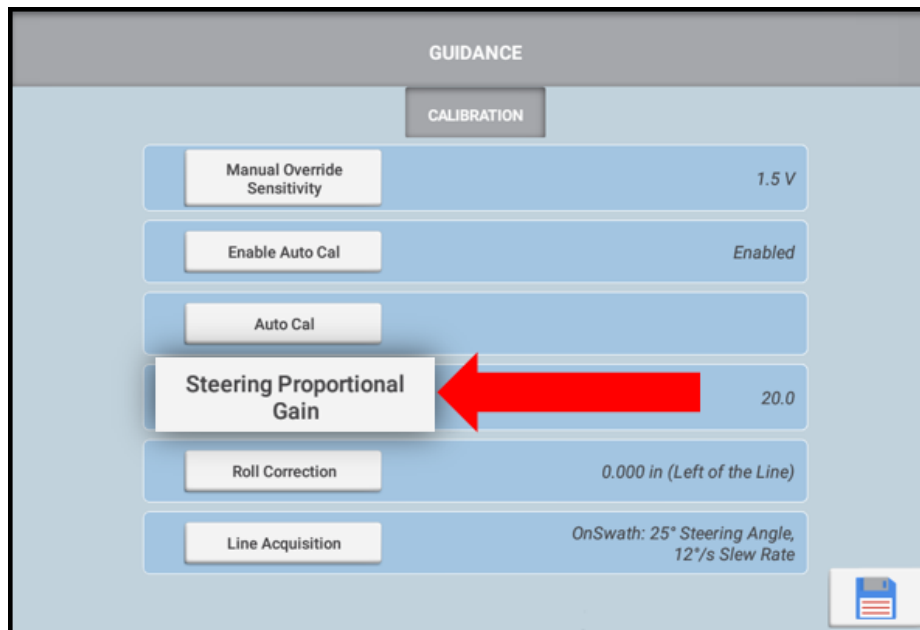 GUIDANCE
CALIBRATION
Manual Override
Sensitivity
1.5 V
Enable Auto Cal
Enabled
Auto Cal
Steering Proportional
Gain
20.0
Roll Correction
0.000 in (Left of the Line)
Line Acquisition
OnSwath: 25° Steering Angle,
12°/s Slew Rate